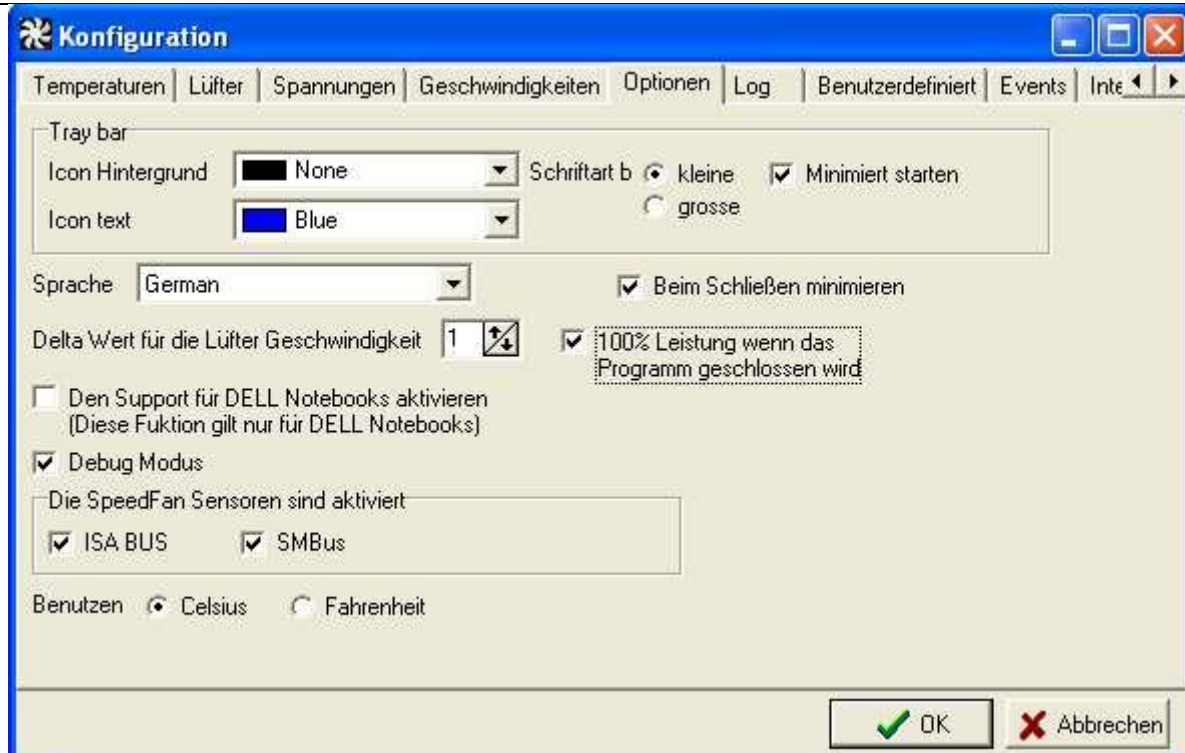 Konfiguration
Temperaturen Lüfter Spannungen Geschwindigkeiten Optionen Log Benutzerdefiniert Events Inte
Tray bar
Icon Hintergrund None Schriftart b kleine Minimiert starten
grosse
Icon text Blue
Sprache German Beim Schließen minimieren
Delta Wert für die Lüfter Geschwindigkeit 1 100% Leistung wenn das
Programm geschlossen wird
Den Support für DELL Notebooks aktivieren
(Diese Fuktion gilt nur für DELL Notebooks)
Debug Modus
Die SpeedFan Sensoren sind aktiviert
ISA BUS SMBus
Benutzen Celsius Fahrenheit
OK Abbrechen